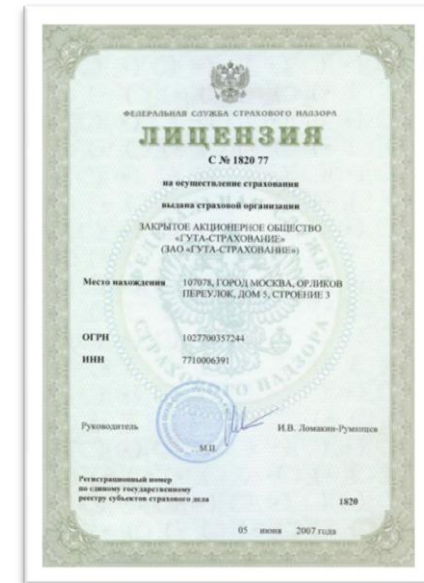 ФЕДЕРАЛЬНАЯ СЛУЖБА СТРАХОВОГО НАДЗОРА
ЛИЦЕНЗИЯ
С № 1820 77
на осуществление страхования
выдана страховой организации
ЗАКРЫТОЕ АКЦИОНЕРНОЕ ОБЩЕСТВО
«ГУТА-СТРАХОВАНИЕ»
(ЗАО «ГУТА-СТРАХОВАНИЕ»)
Место нахождения 107078, ГОРОД МОСКВА, ОРЛИКОВ
ПЕРЕУЛОК, ДОМ 5, СТРОЕНИЕ 3
ОГРН 1027700357244
ИНН 7710006391
Руководитель И.В. Ломакин-Румянцев
М.П.
Регистрационный номер
по единому государственному
реестру субъектов страхового дела 1820
05 июня 2007 года